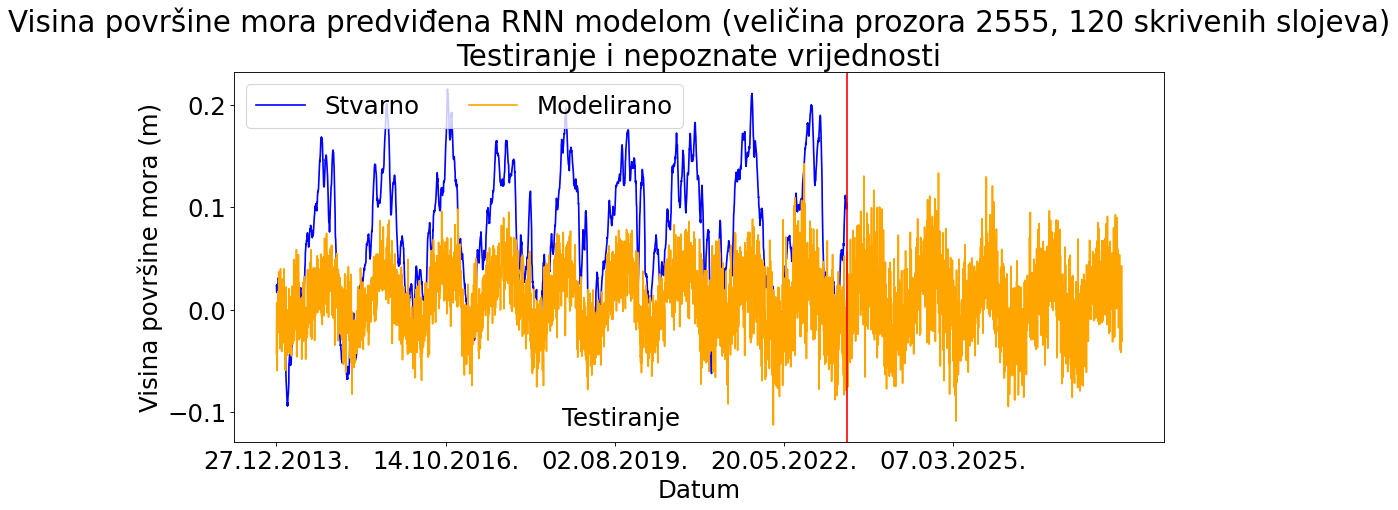 Visina površine mora predviđena RNN modelom (veličina prozora 2555, 120 skrivenih slojeva)
Testiranje i nepoznate vrijednosti
Stvarno Modelirano
Visina površine mora (m)
0.2
0.1
0.0
−0.1
Testiranje
27.12.2013. 14.10.2016. 02.08.2019. 20.05.2022. 07.03.2025.
Datum